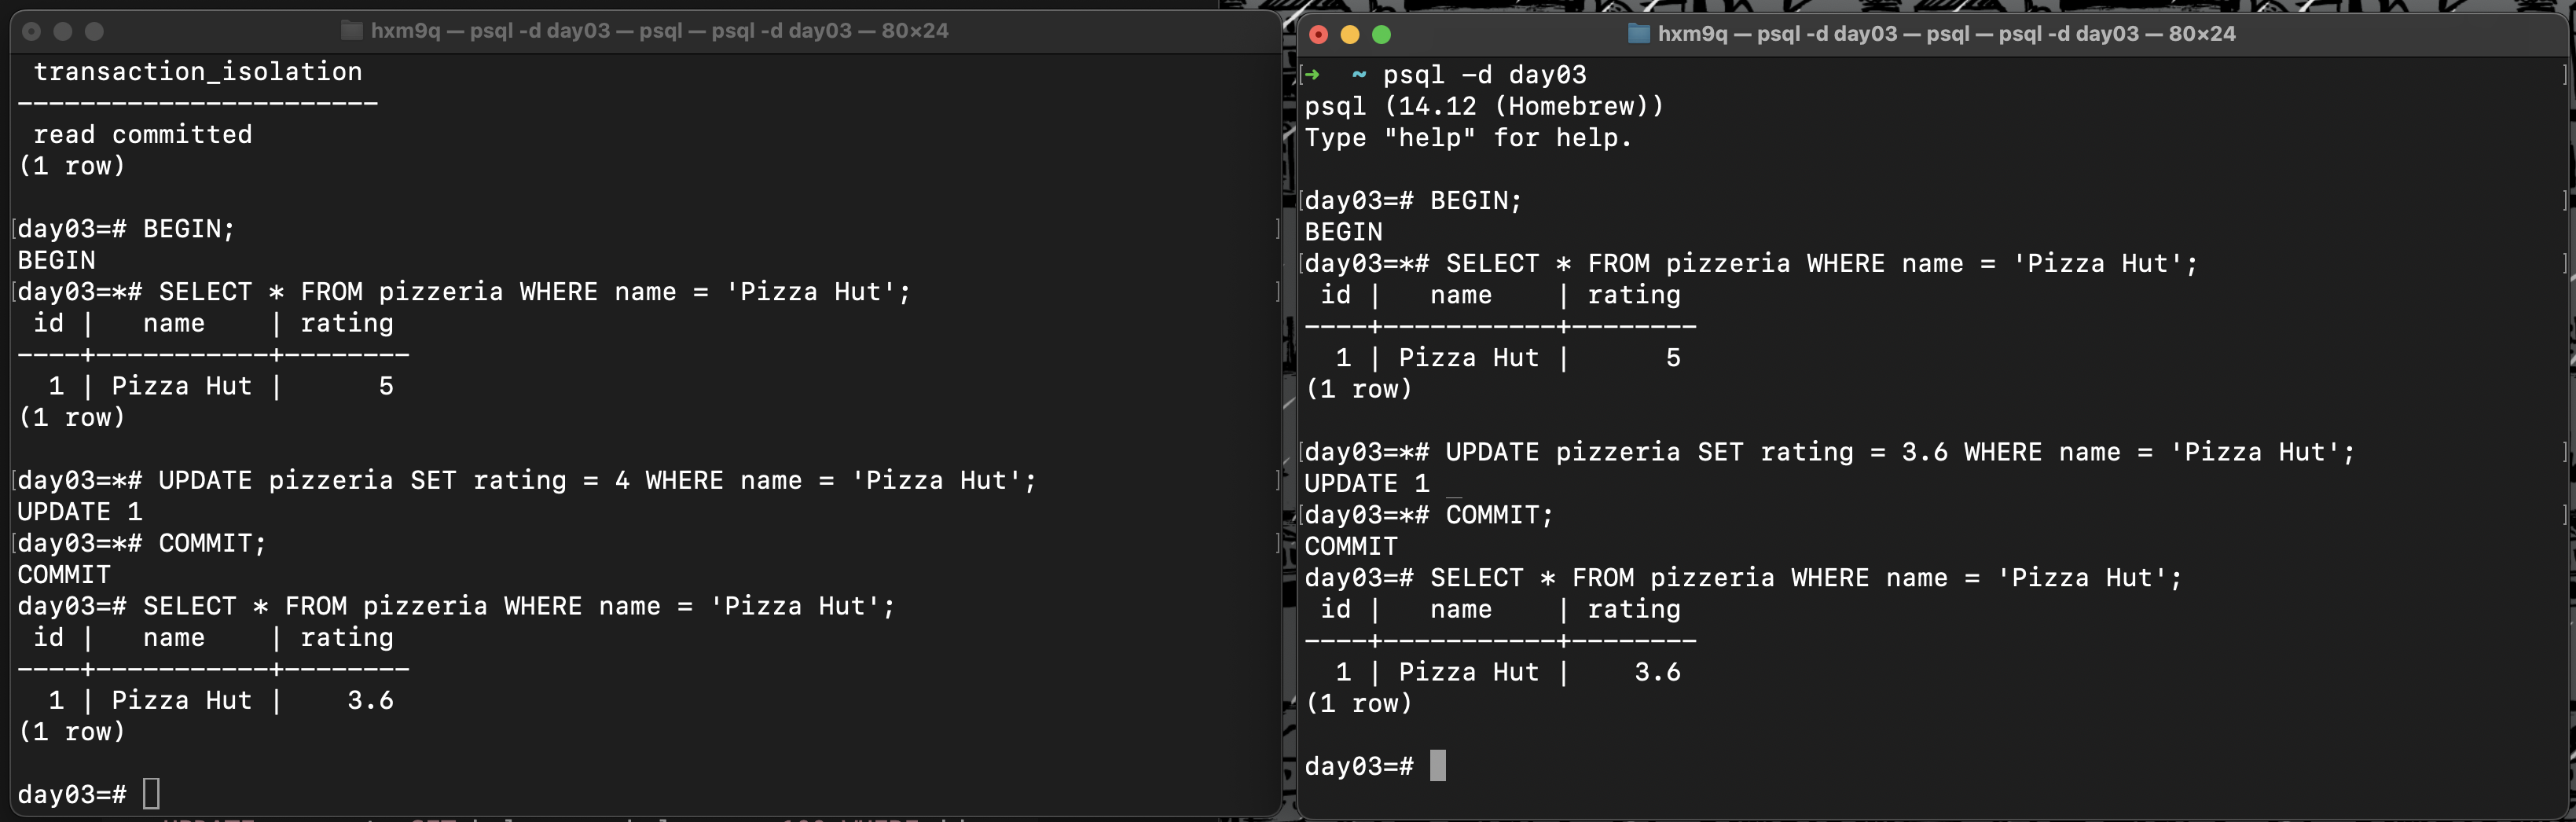 hxm9q — psql -d day03 — psql — psql -d day03 — 80×24
 transaction_isolation
-----------------------
 read committed
(1 row)
day03=# BEGIN;
BEGIN
day03=*# SELECT * FROM pizzeria WHERE name = 'Pizza Hut';
 id |   name    | rating
----+-----------+--------
  1 | Pizza Hut |      5
(1 row)
day03=*# UPDATE pizzeria SET rating = 4 WHERE name = 'Pizza Hut';
UPDATE 1
day03=*# COMMIT;
COMMIT
day03=# SELECT * FROM pizzeria WHERE name = 'Pizza Hut';
 id |   name    | rating
----+-----------+--------
  1 | Pizza Hut |    3.6
(1 row)
day03=#
hxm9q — psql -d day03 — psql — psql -d day03 — 80×24
➜  ~ psql -d day03
psql (14.12 (Homebrew))
Type "help" for help.
day03=# BEGIN;
BEGIN
day03=*# SELECT * FROM pizzeria WHERE name = 'Pizza Hut';
 id |   name    | rating
----+-----------+--------
  1 | Pizza Hut |      5
(1 row)
day03=*# UPDATE pizzeria SET rating = 3.6 WHERE name = 'Pizza Hut';
UPDATE 1
day03=*# COMMIT;
COMMIT
day03=# SELECT * FROM pizzeria WHERE name = 'Pizza Hut';
 id |   name    | rating
----+-----------+--------
  1 | Pizza Hut |    3.6
(1 row)
day03=#